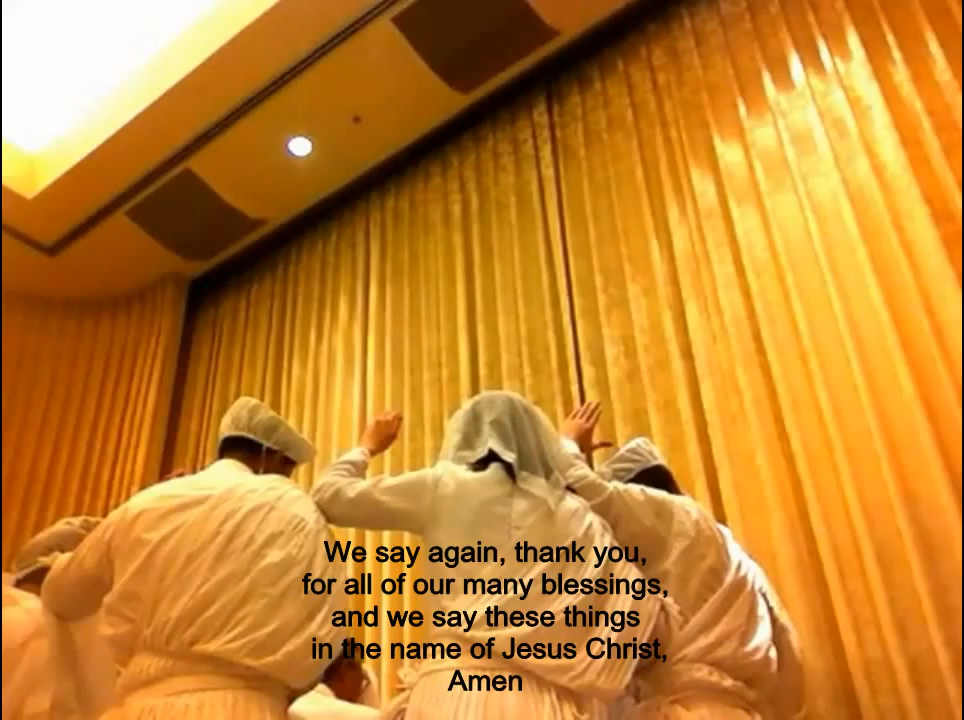 We say again, thank you,
for all of our many blessings,
and we say these things
in the name of Jesus Christ,
Amen